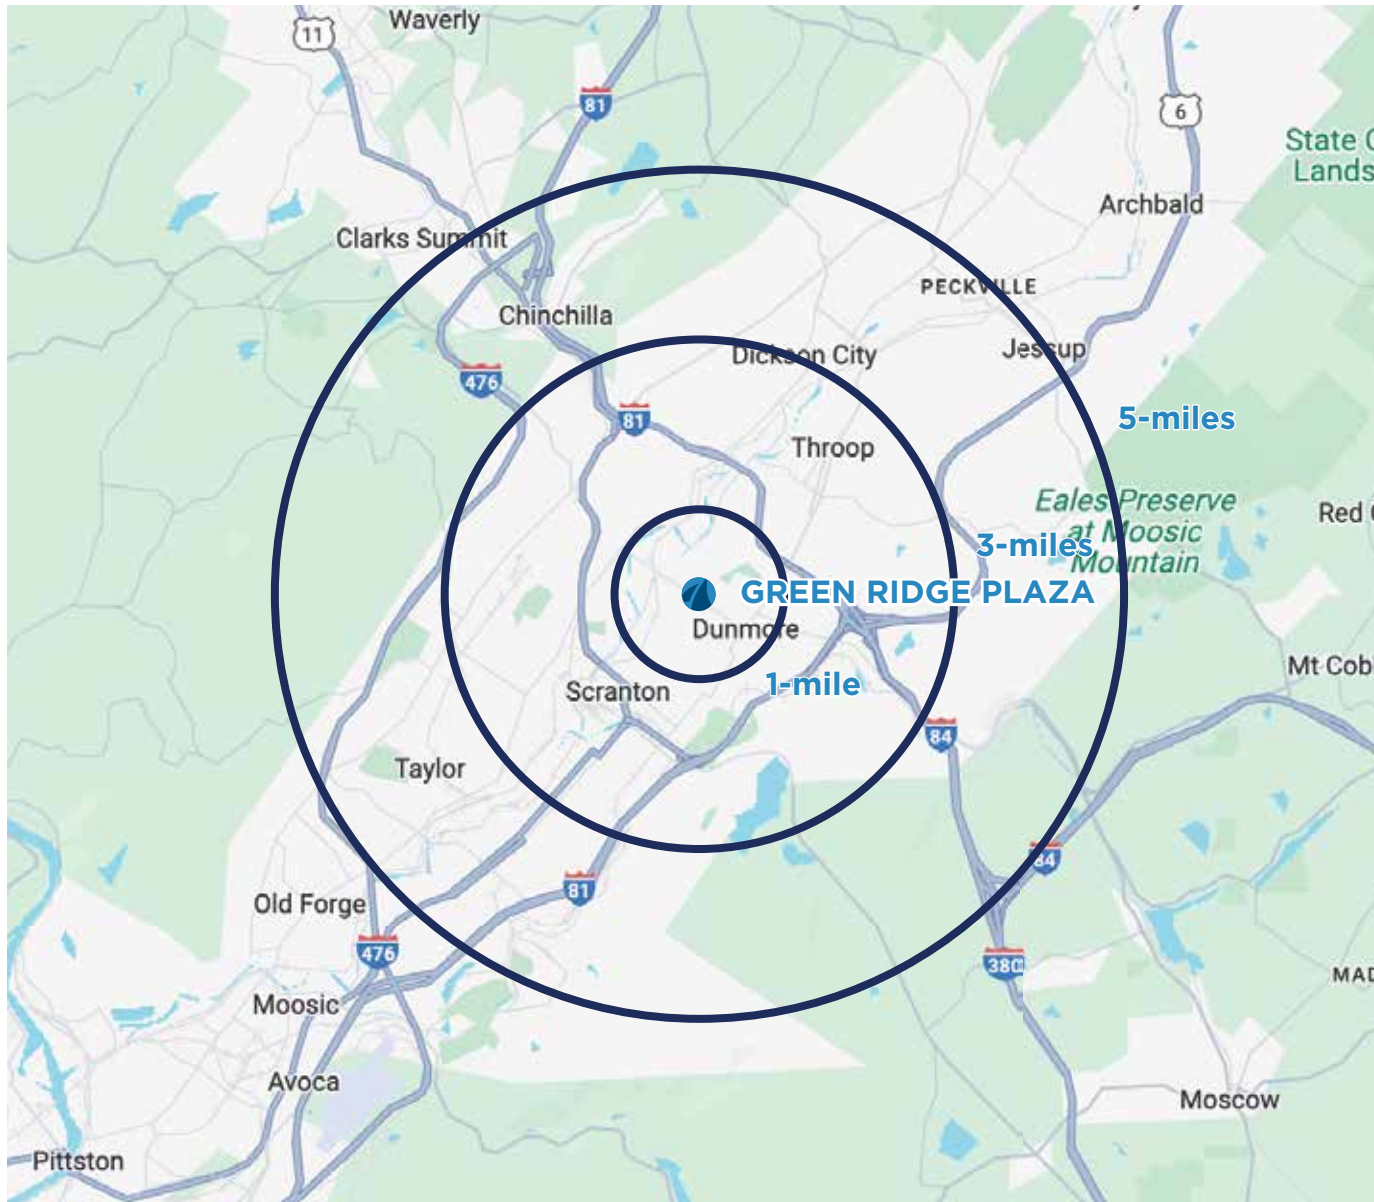 Waverly
11
81
6
State
Lands
Archbald
Clarks Summit
PECKVILLE
Chinchilla
Jessup
Dickson City
476
81
5-miles
Throop
Eales Preserve
at Moosic
Mountain
Red
3-miles
GREEN RIDGE PLAZA
Dunmore
Mt Cob
1-mile
Scranton
84
Taylor
84
81
Old Forge
476
380
MAD
Moosic
Avoca
Moscow
Pittston